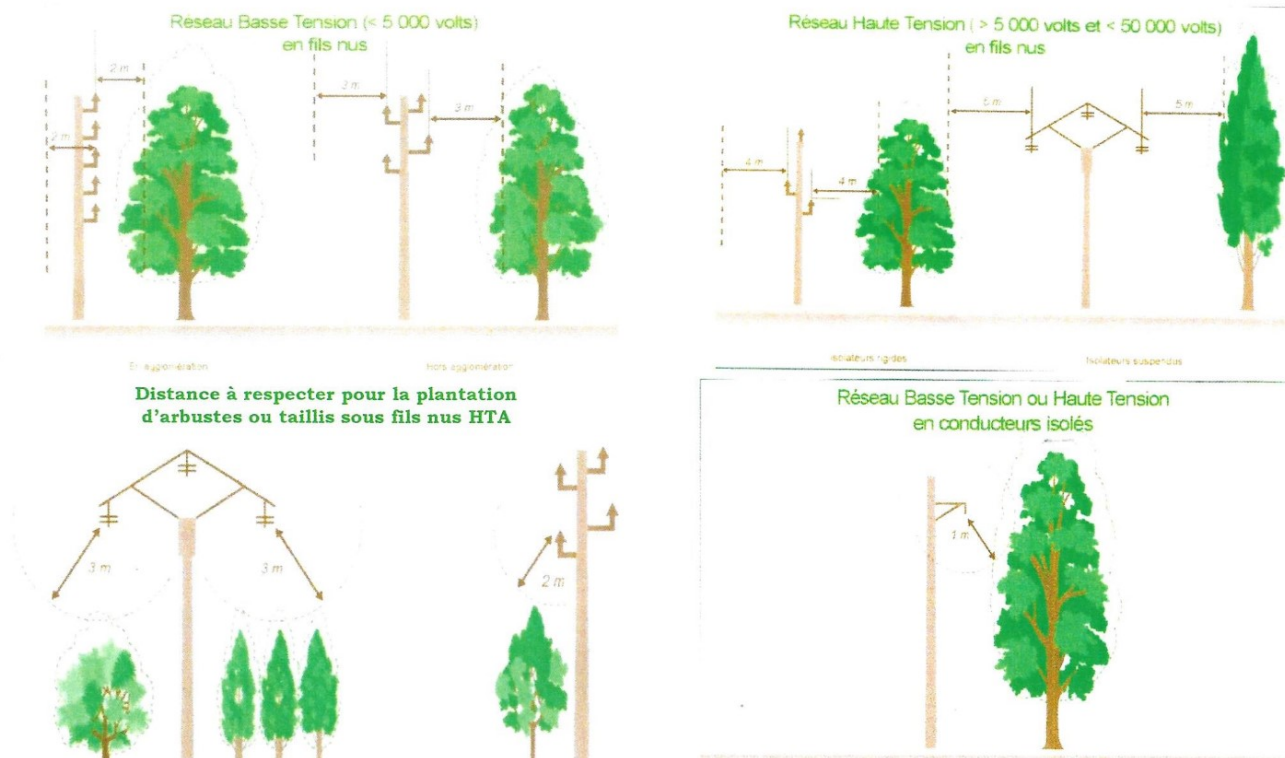 Réseau Basse Tension (< 5 000 volts)
en fils nus
2 m
2 m
3 m
3 m
En agglomération
Hors agglomération
Réseau Haute Tension ( > 5 000 volts et < 50 000 volts)
en fils nus
4 m
4 m
5 m
5 m
Isolateurs rigides
Isolateurs suspendus
Distance à respecter pour la plantation
d'arbustes ou taillis sous fils nus HTA
3 m
3 m
2 m
Réseau Basse Tension ou Haute Tension
en conducteurs isolés
1 m